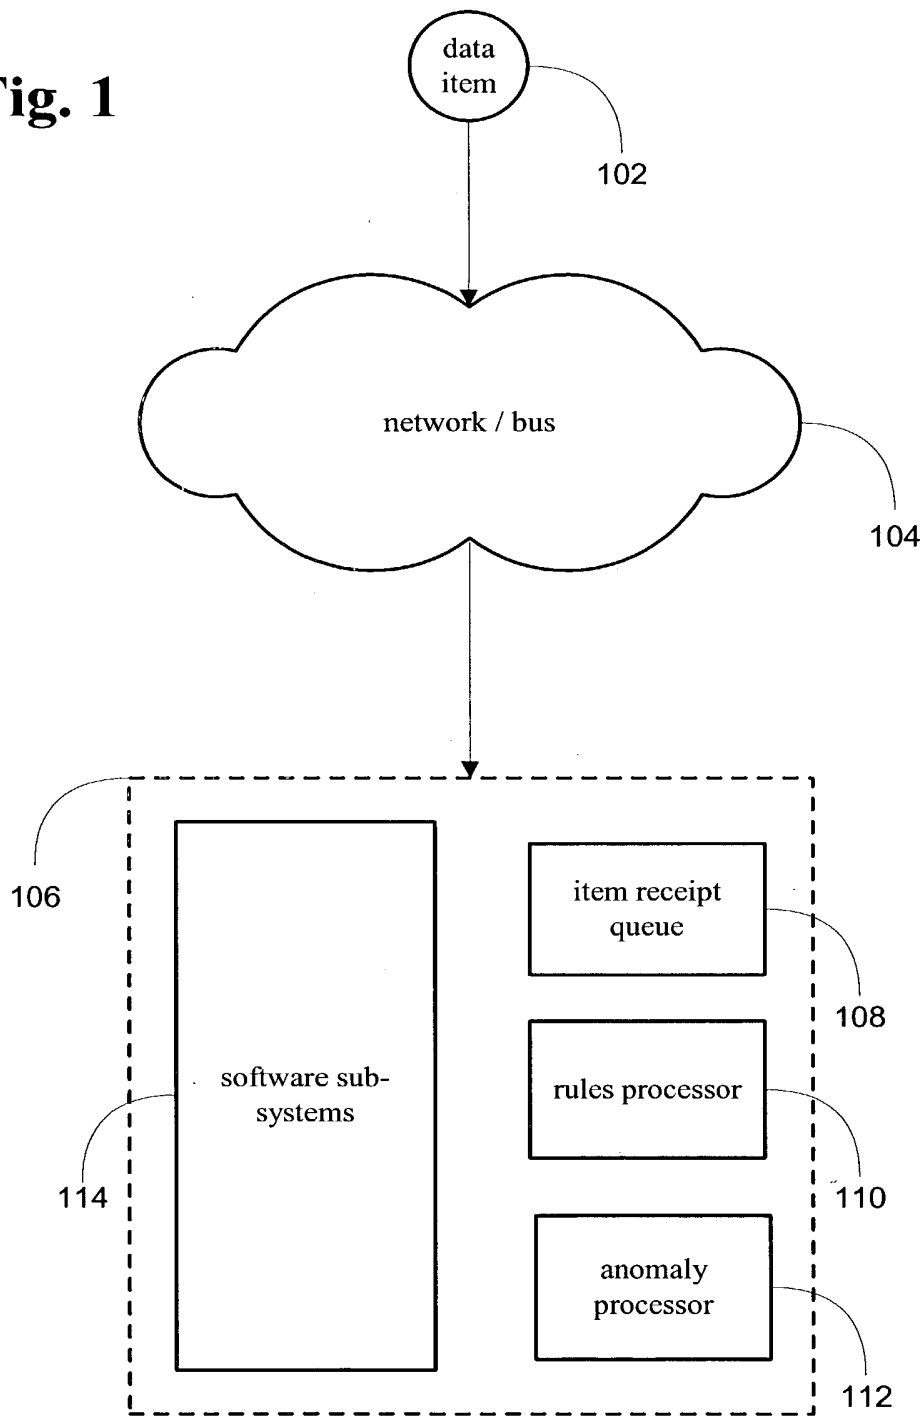 Fig. 1
data
item
102
network / bus
104
106
item receipt
queue
108
software sub-
systems
rules processor
114
110
anomaly
processor
112